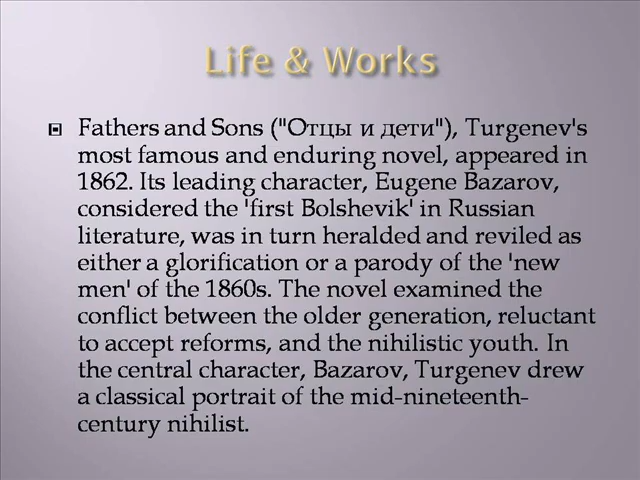 Life & Works
Fathers and Sons ("Отцы и дети"), Turgenev's
most famous and enduring novel, appeared in
1862. Its leading character, Eugene Bazarov,
considered the 'first Bolshevik' in Russian
literature, was in turn heralded and reviled as
either a glorification or a parody of the 'new
men' of the 1860s. The novel examined the
conflict between the older generation, reluctant
to accept reforms, and the nihilistic youth. In
the central character, Bazarov, Turgenev drew
a classical portrait of the mid-nineteenth-
century nihilist.